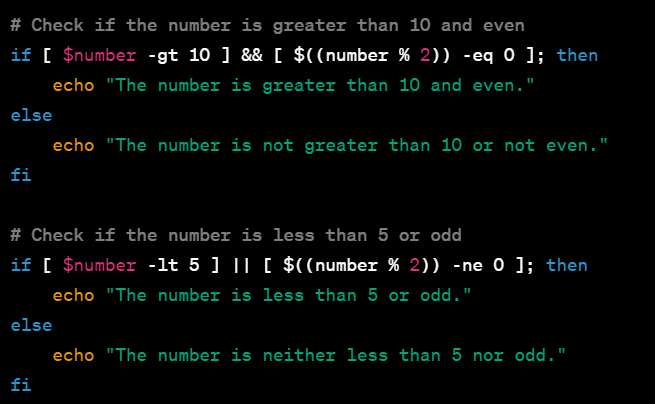 # Check if the number is greater than 10 and even
if [ $number -gt 10 ] && [ $((number % 2)) -eq 0 ]; then
    echo "The number is greater than 10 and even."
else
    echo "The number is not greater than 10 or not even."
fi

# Check if the number is less than 5 or odd
if [ $number -lt 5 ] || [ $((number % 2)) -ne 0 ]; then
    echo "The number is less than 5 or odd."
else
    echo "The number is neither less than 5 nor odd."
fi